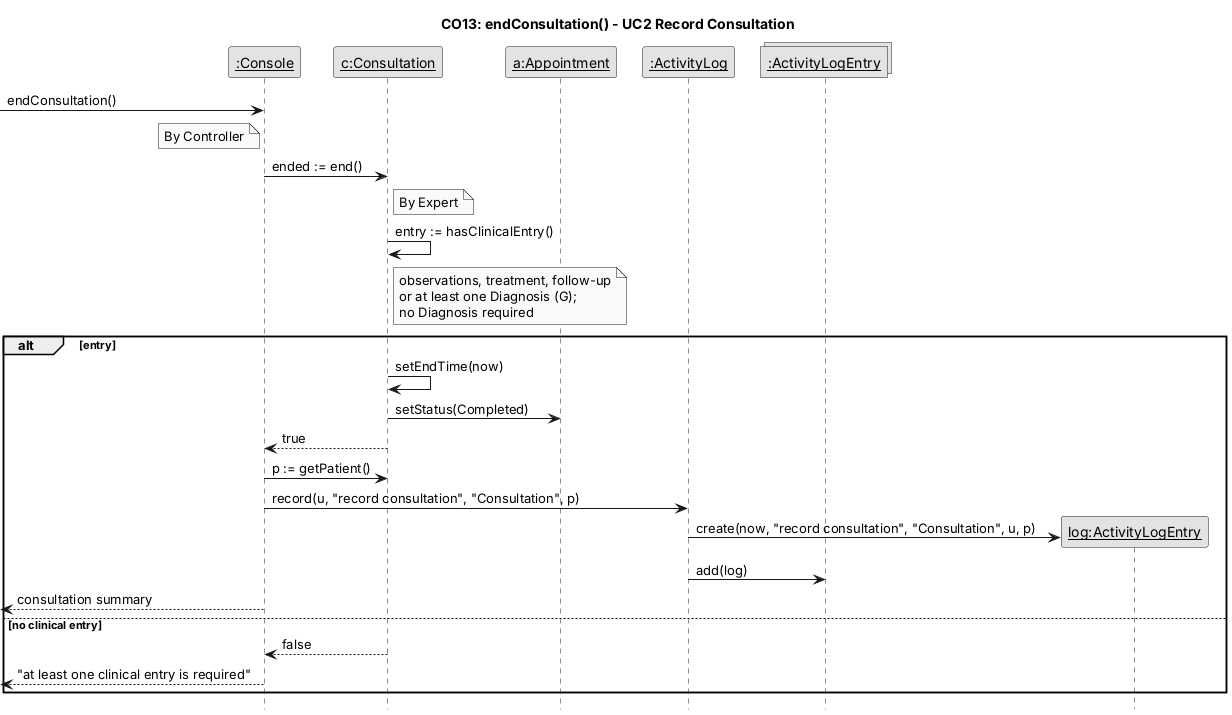 CO13: endConsultation() - UC2 Record Consultation
:Console
c:Consultation
a:Appointment
:ActivityLog
:ActivityLogEntry
endConsultation()
By Controller
ended := end()
By Expert
entry := hasClinicalEntry()
observations, treatment, follow-up
or at least one Diagnosis (G);
no Diagnosis required
alt
[entry]
setEndTime(now)
setStatus(Completed)
true
p := getPatient()
record(u, "record consultation", "Consultation", p)
create(now, "record consultation", "Consultation", u, p)
log:ActivityLogEntry
add(log)
consultation summary
[no clinical entry]
false
"at least one clinical entry is required"